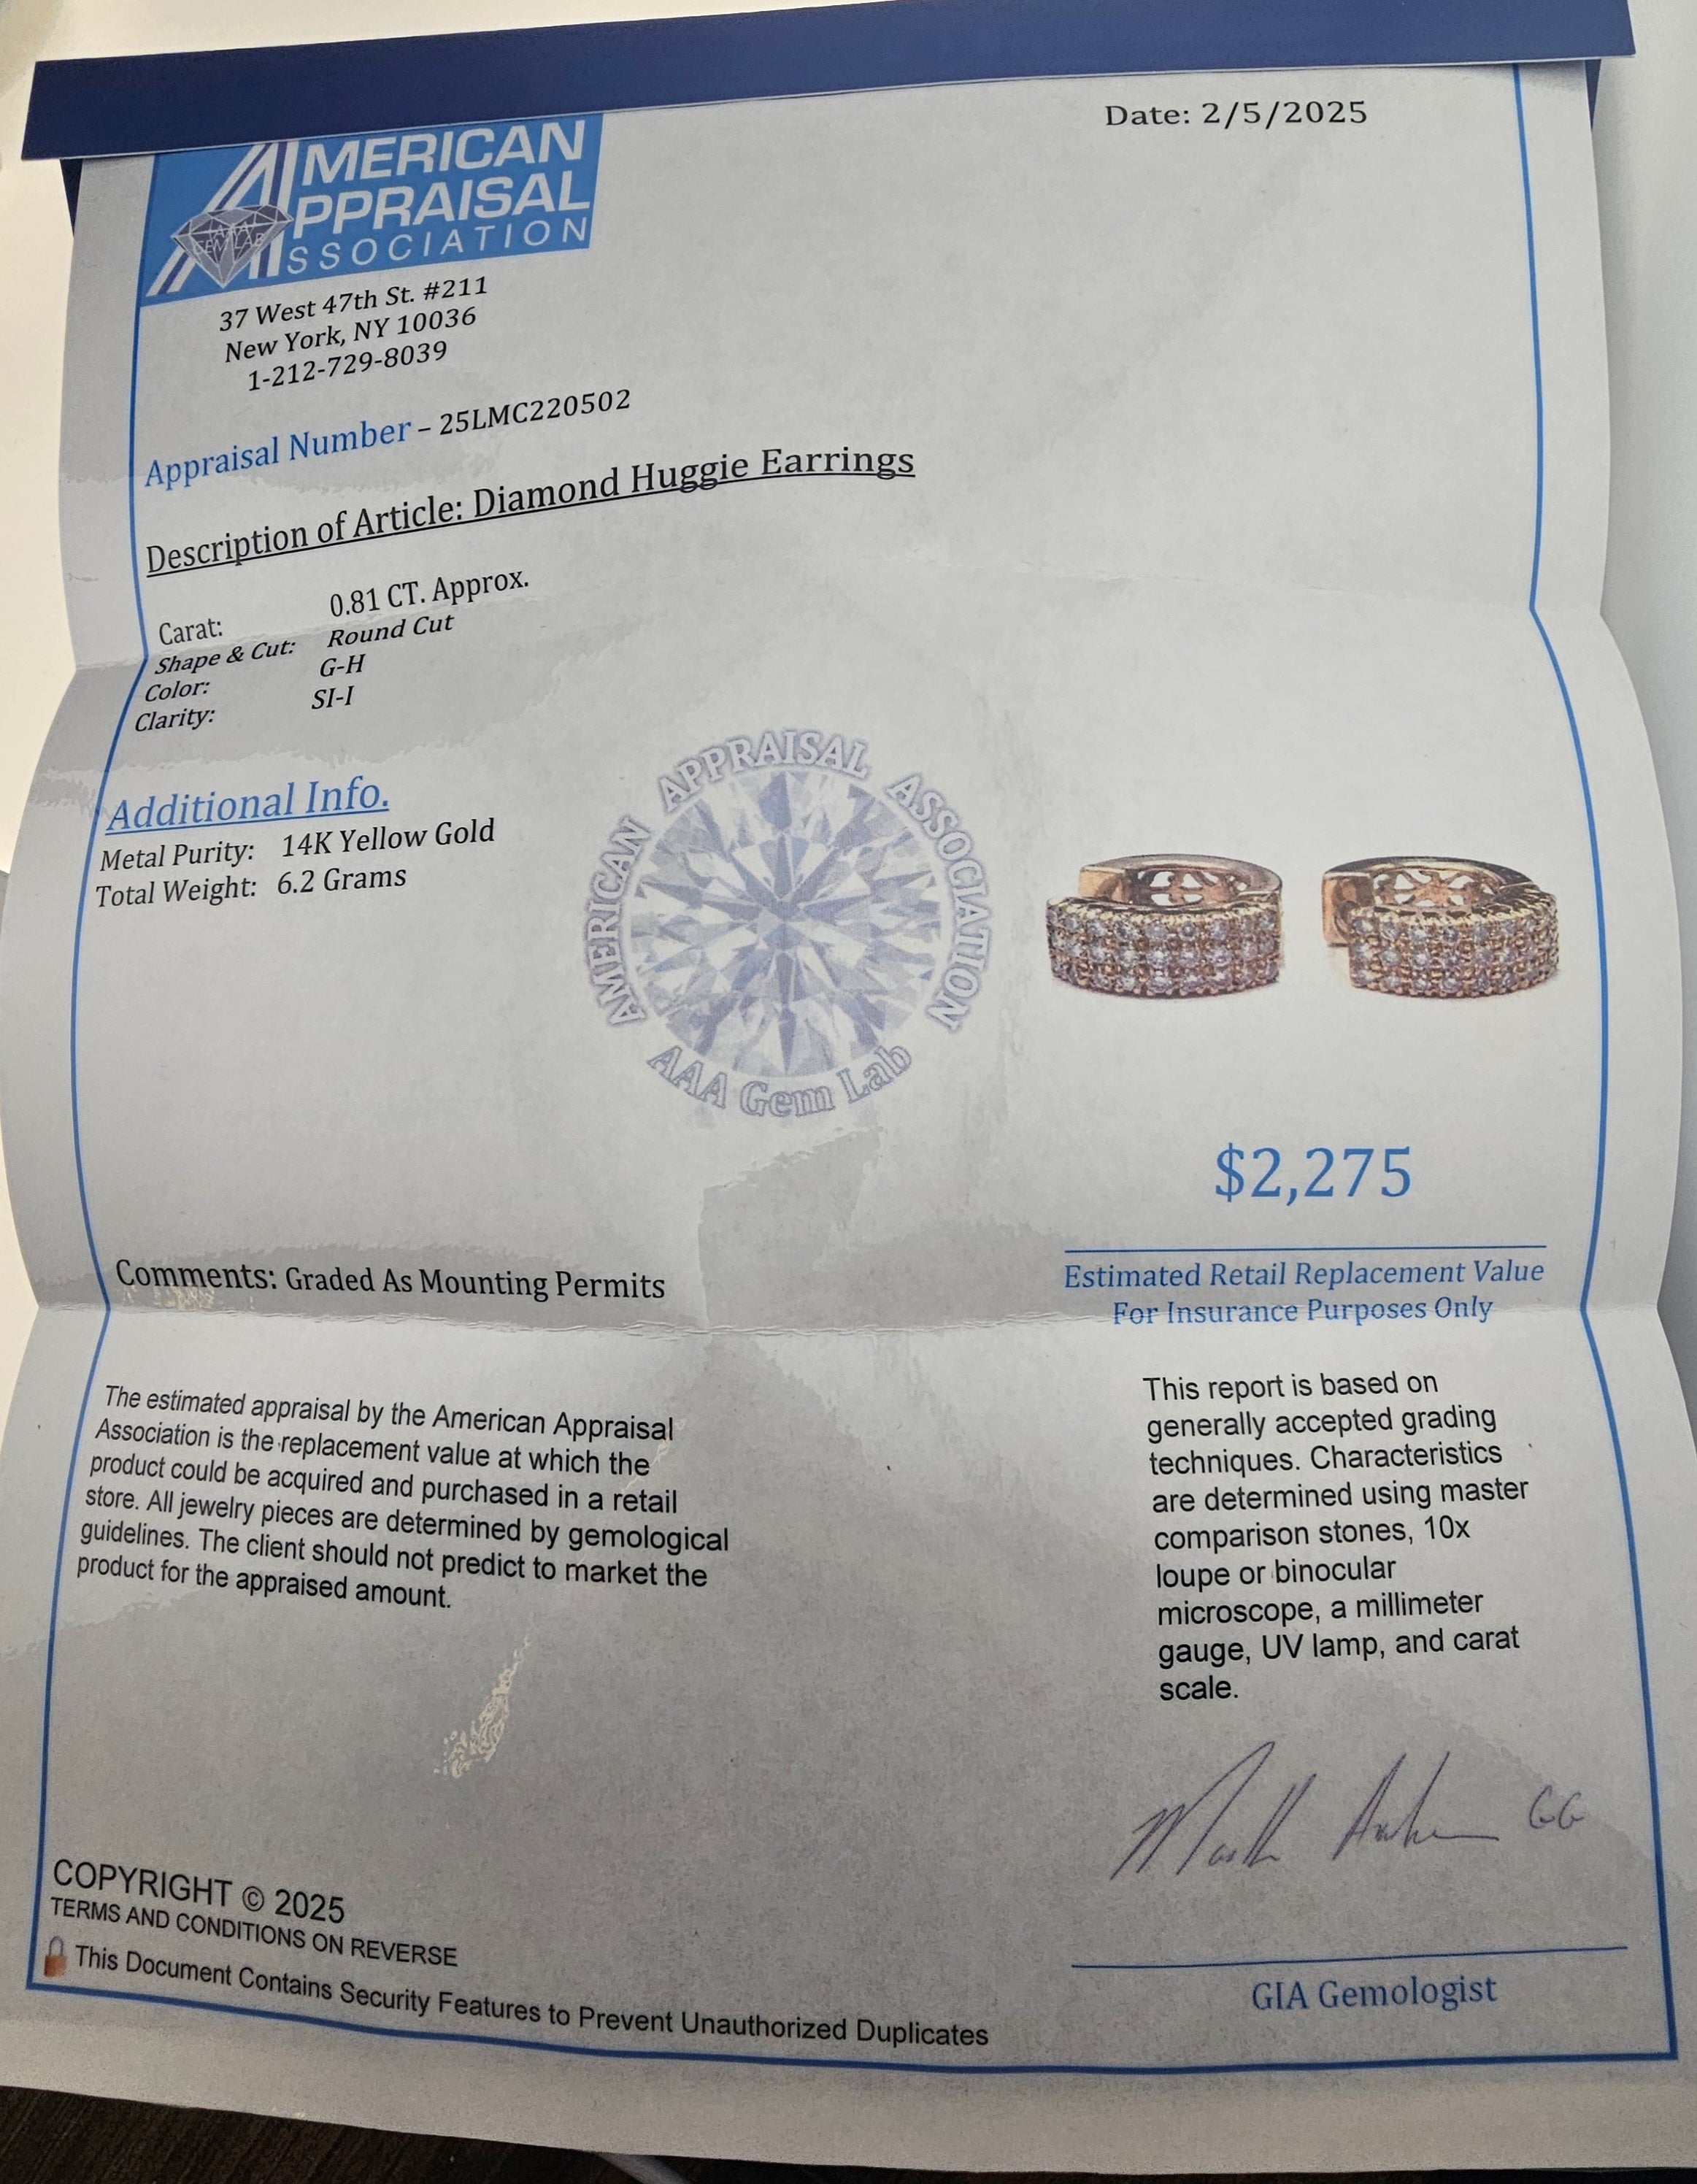 Date: 2/5/2025
AMERICAN
APPRAISAL
ASSOCIATION
AAA
GEM LAB
37 West 47th St. #211
New York, NY 10036
1-212-729-8039
Appraisal Number – 25LMC220502
Description of Article: Diamond Huggie Earrings
Carat: 0.81 CT. Approx.
Shape & Cut: Round Cut
Color: G-H
Clarity: SI-I
Additional Info.
Metal Purity: 14K Yellow Gold
Total Weight: 6.2 Grams
AMERICAN APPRAISAL ASSOCIATION
AAA Gem Lab
$2,275
Estimated Retail Replacement Value
For Insurance Purposes Only
Comments: Graded As Mounting Permits
The estimated appraisal by the American Appraisal
Association is the replacement value at which the
product could be acquired and purchased in a retail
store. All jewelry pieces are determined by gemological
guidelines. The client should not predict to market the
product for the appraised amount.
This report is based on
generally accepted grading
techniques. Characteristics
are determined using master
comparison stones, 10x
loupe or binocular
microscope, a millimeter
gauge, UV lamp, and carat
scale.
GG
GIA Gemologist
COPYRIGHT © 2025
TERMS AND CONDITIONS ON REVERSE
This Document Contains Security Features to Prevent Unauthorized Duplicates